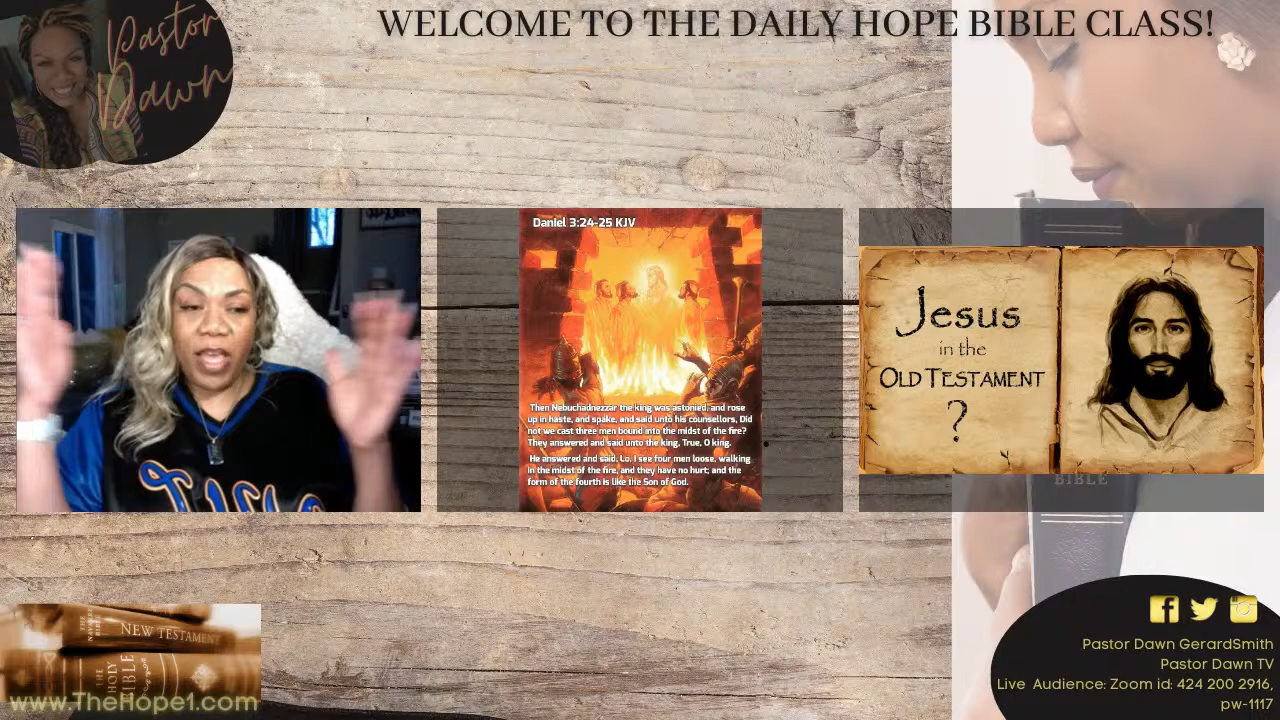 WELCOME TO THE DAILY HOPE BIBLE CLASS!
Pastor
Dawn
Daniel 3:24-25 KJV
Then Nebuchadnezzar the king was astonied, and rose
up in haste, and spake, and said unto his counsellors, Did
not we cast three men bound into the midst of the fire?
They answered and said unto the king, True, O king.
He answered and said, Lo, I see four men loose, walking
in the midst of the fire, and they have no hurt; and the
form of the fourth is like the Son of God.
Jesus
in the
OLD TESTAMENT
?
BIBLE
NEW TESTAMENT
THE
HOLY
BIBLE
www.TheHope1.com
Pastor Dawn GerardSmith
Pastor Dawn TV
Live Audience: Zoom id: 424 200 2916,
pw-1117